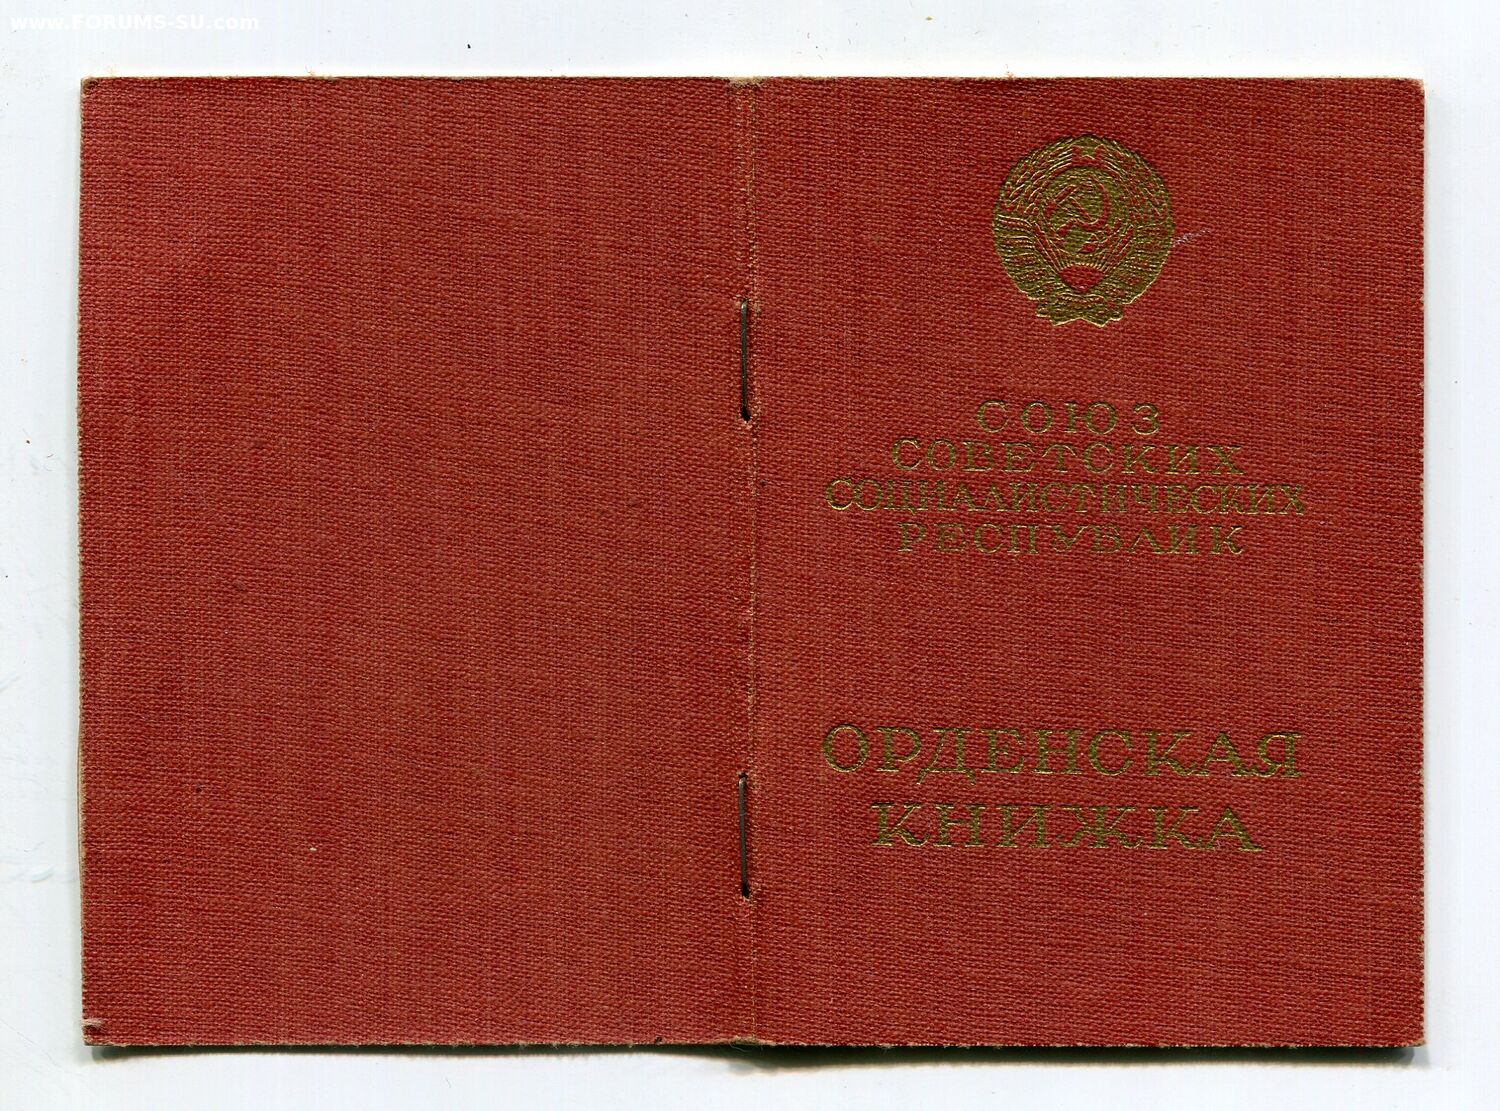 www.FORUMS-SU.com
СОЮЗ
СОВЕТСКИХ
СОЦИАЛИСТИЧЕСКИХ
РЕСПУБЛИК
ОРДЕНСКАЯ
КНИЖКА